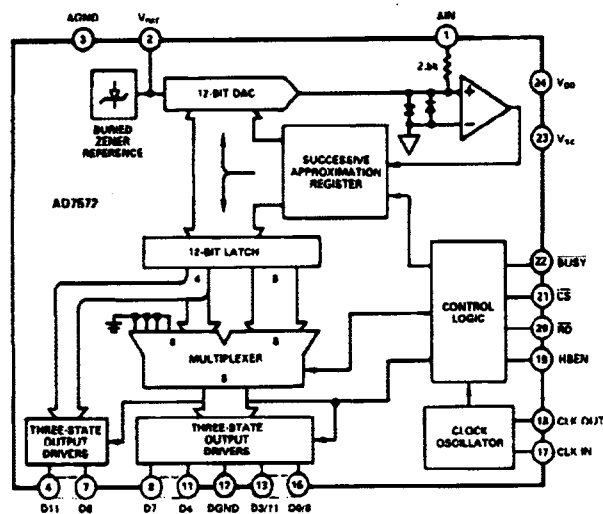 AGND
VREF
AIN
3
2
1
2.5k
24
VDD
12-BIT DAC
+
−
BURIED
ZENER
REFERENCE
23
SUCCESSIVE
APPROXIMATION
REGISTER
AD7572
12-BIT LATCH
4
8
22
BUSY
21
CS
CONTROL
LOGIC
20
RD
8
8
MULTIPLEXER
8
19
HBEN
THREE-STATE
OUTPUT
DRIVERS
THREE-STATE
OUTPUT
DRIVERS
CLOCK
OSCILLATOR
18
CLK OUT
17
CLK IN
4
7
8
11
12
13
16
D11
D8
D7
D4
DGND
D3/11
D0/8